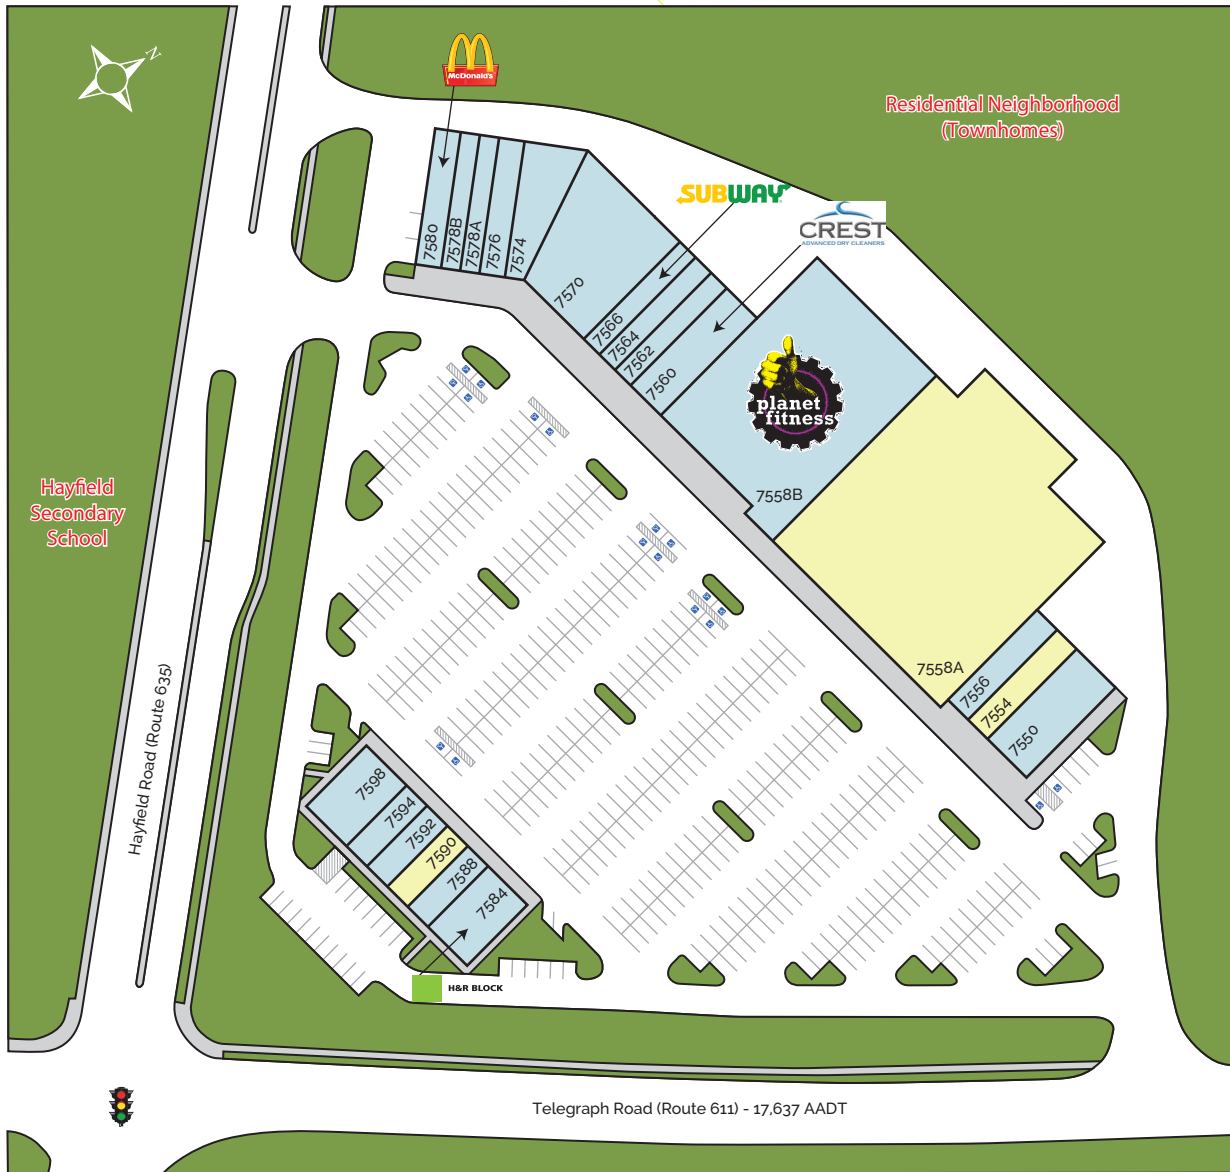 N
McDonald's
Residential Neighborhood
(Townhomes)
SUBWAY
CREST
ADVANCED DRY CLEANERS
7580
7578B
7578A
7576
7574
7570
7566
7564
7562
7560
planet
fitness
7558B
Hayfield
Secondary
School
7558A
7556
7554
7550
Hayfield Road (Route 635)
7598
7594
7592
7590
7588
7584
H&R BLOCK
Telegraph Road (Route 611) - 17,637 AADT